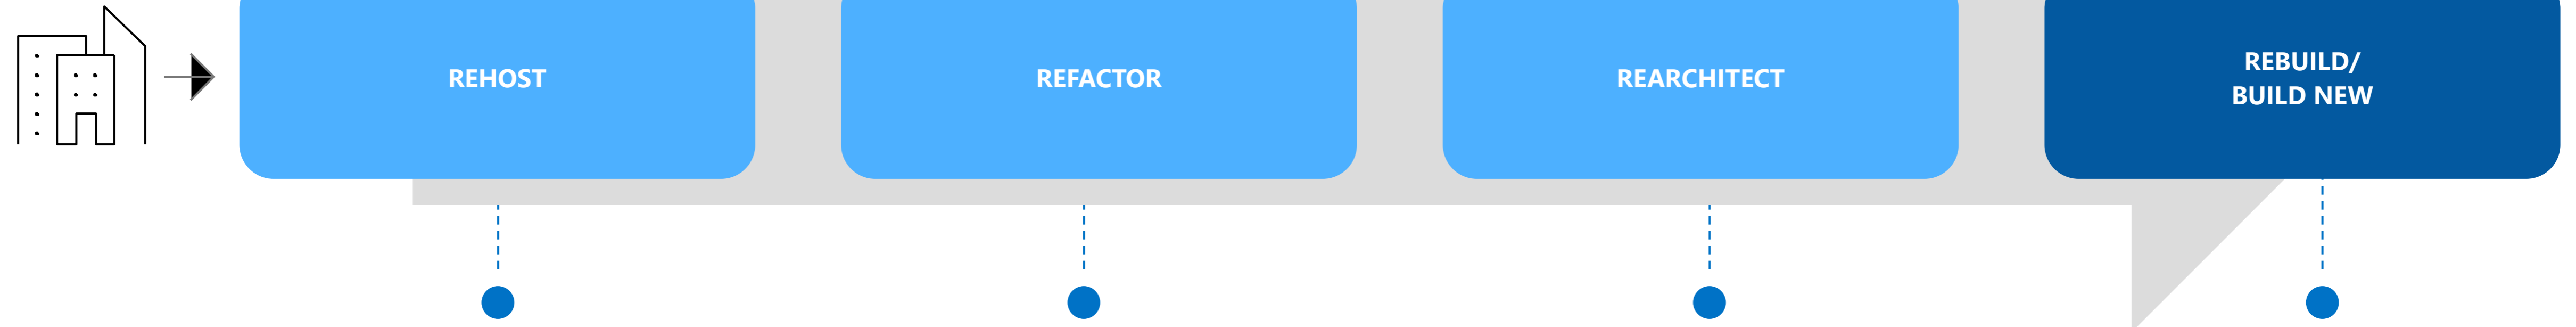 REHOST
REFACTOR
REARCHITECT
REBUILD/
BUILD NEW